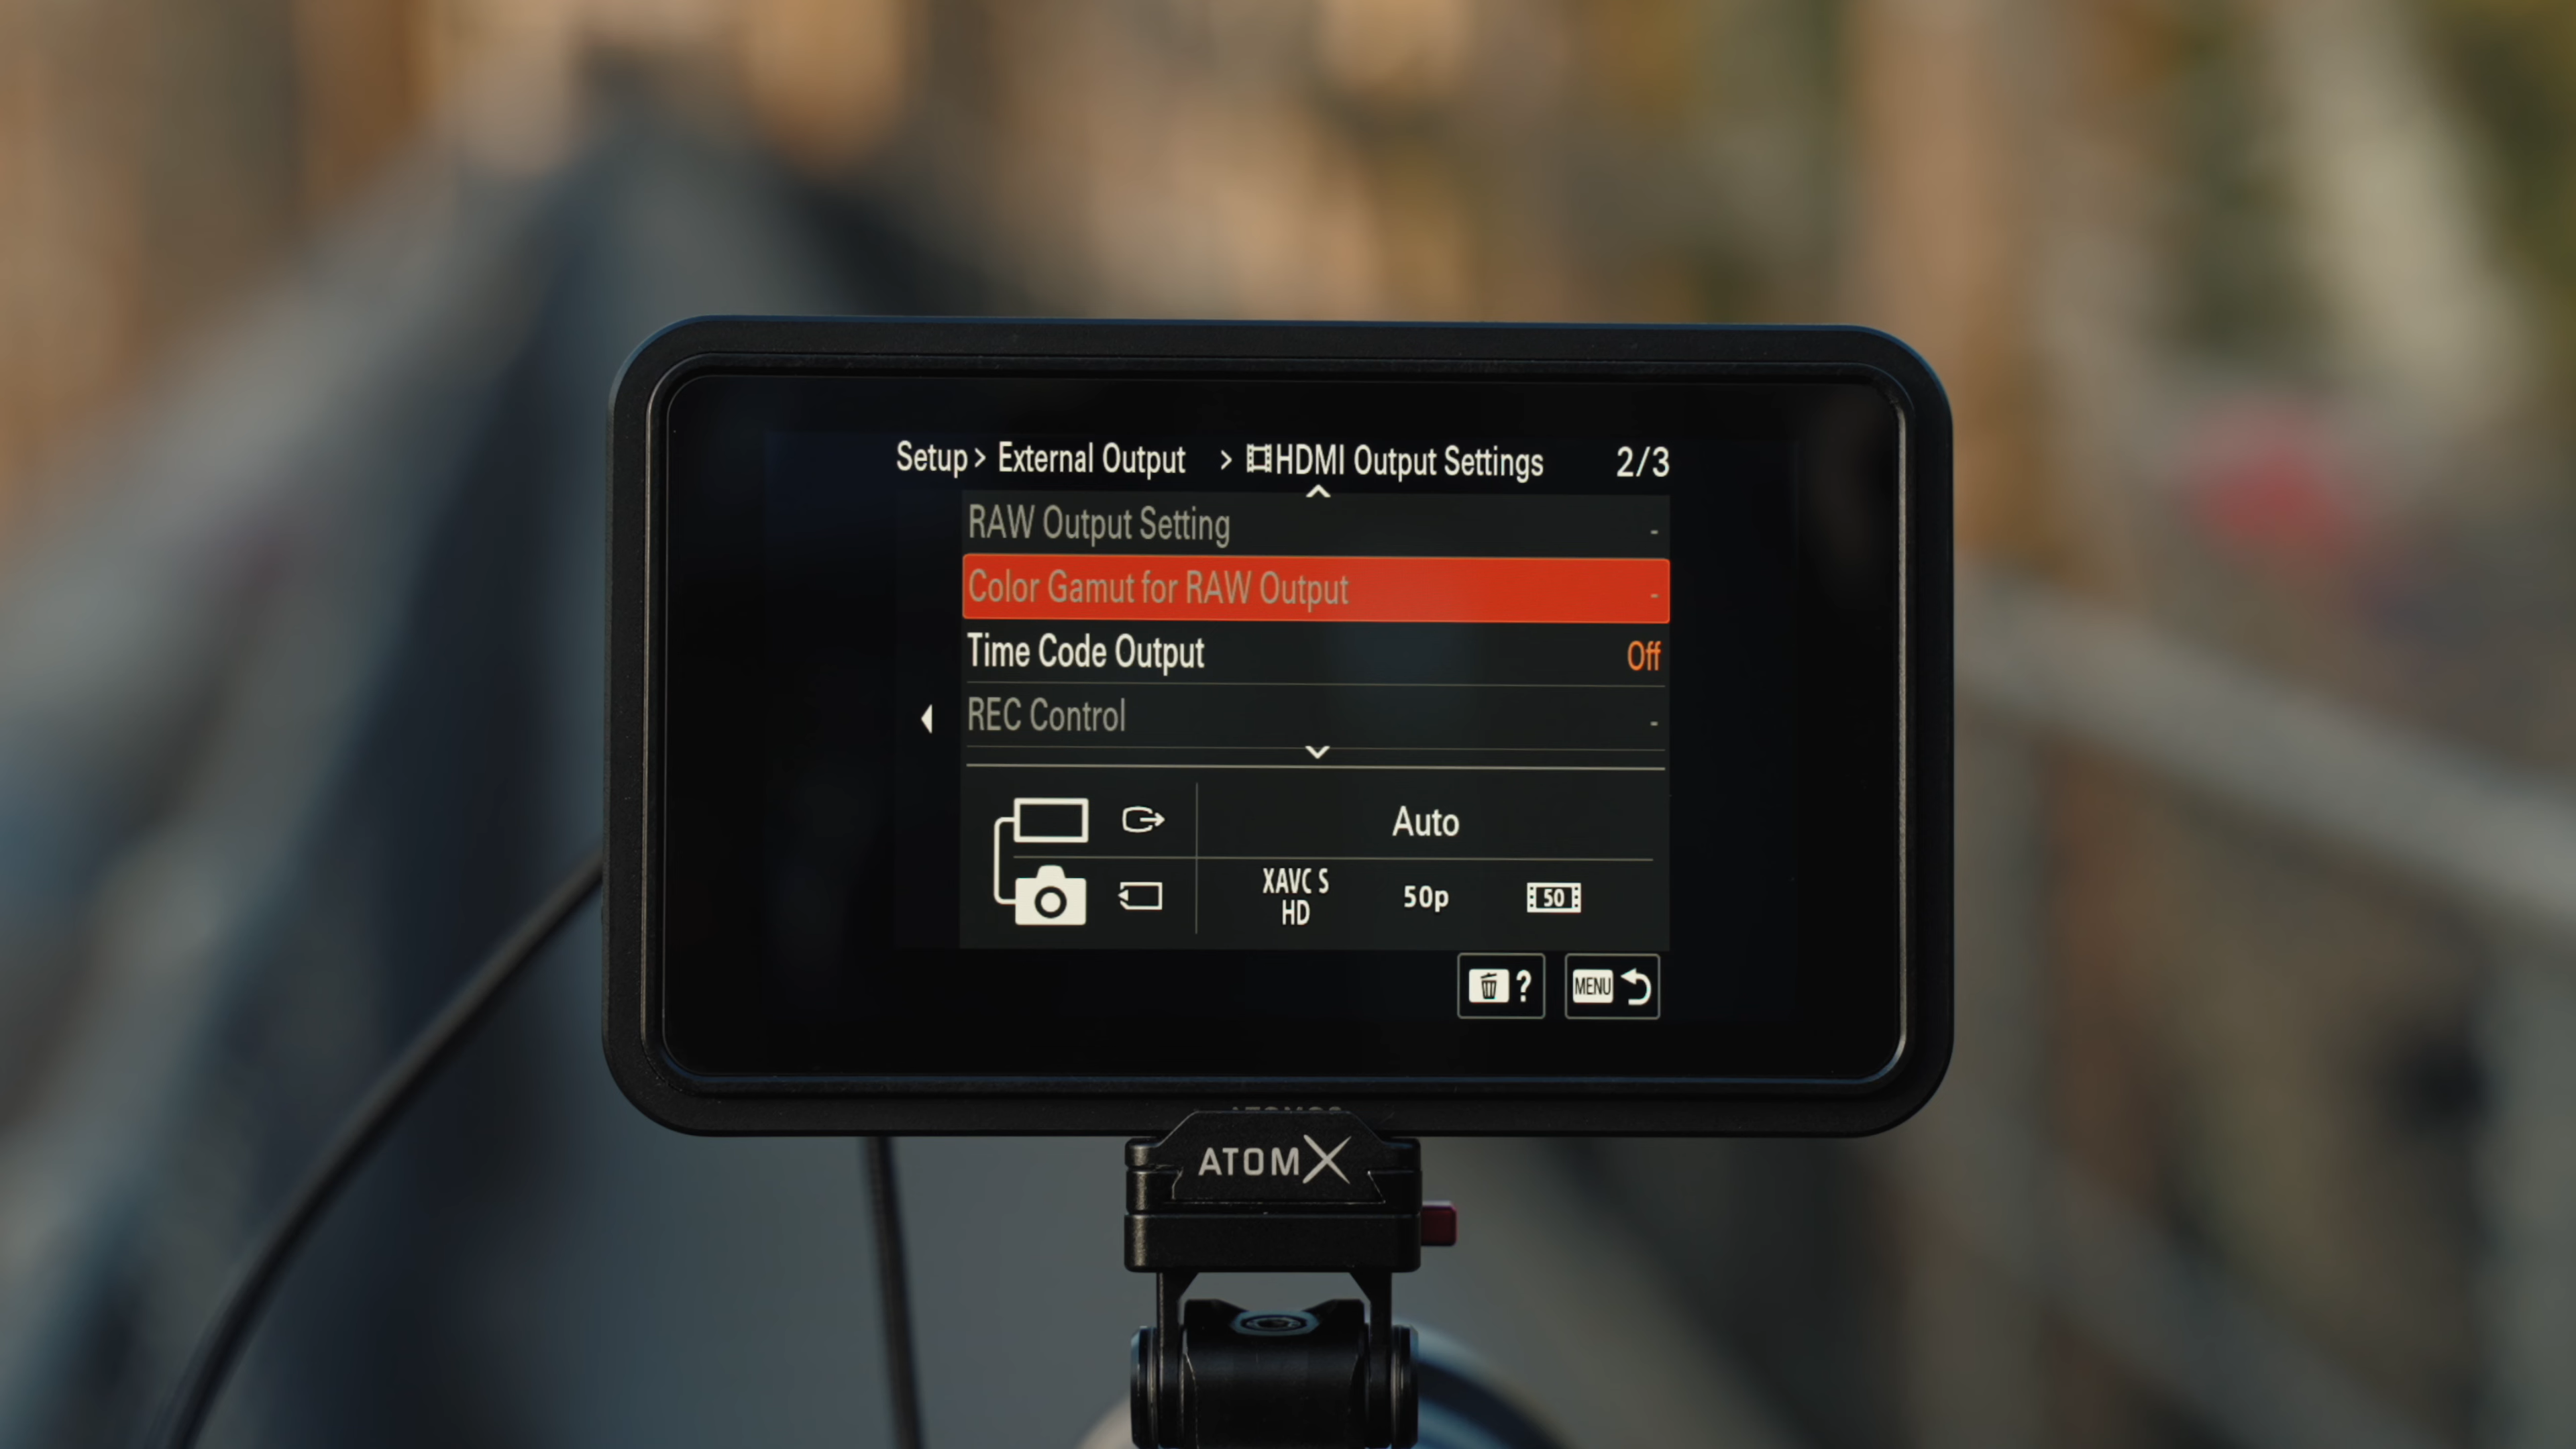 Setup > External Output > HDMI Output Settings 2/3
RAW Output Setting -
Color Gamut for RAW Output -
Time Code Output Off
REC Control -
Auto
XAVC S
HD
50p
50
?
MENU
ATOMOS
ATOMX